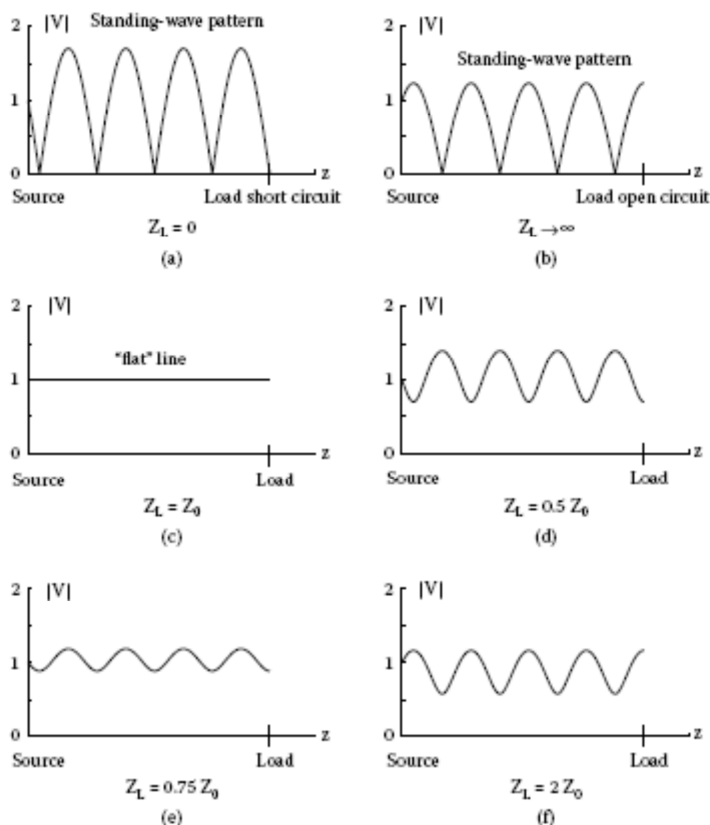 |V|
Standing-wave pattern
2
1
0
z
Source
Load short circuit
Z_L = 0
(a)
|V|
2
Standing-wave pattern
1
0
z
Source
Load open circuit
Z_L → ∞
(b)
2
|V|
"flat" line
1
0
z
Source
Load
Z_L = Z_0
(c)
2
|V|
1
0
z
Source
Load
Z_L = 0.5 Z_0
(d)
2
|V|
1
0
z
Source
Load
Z_L = 0.75 Z_0
(e)
2
|V|
1
0
z
Source
Load
Z_L = 2 Z_0
(f)